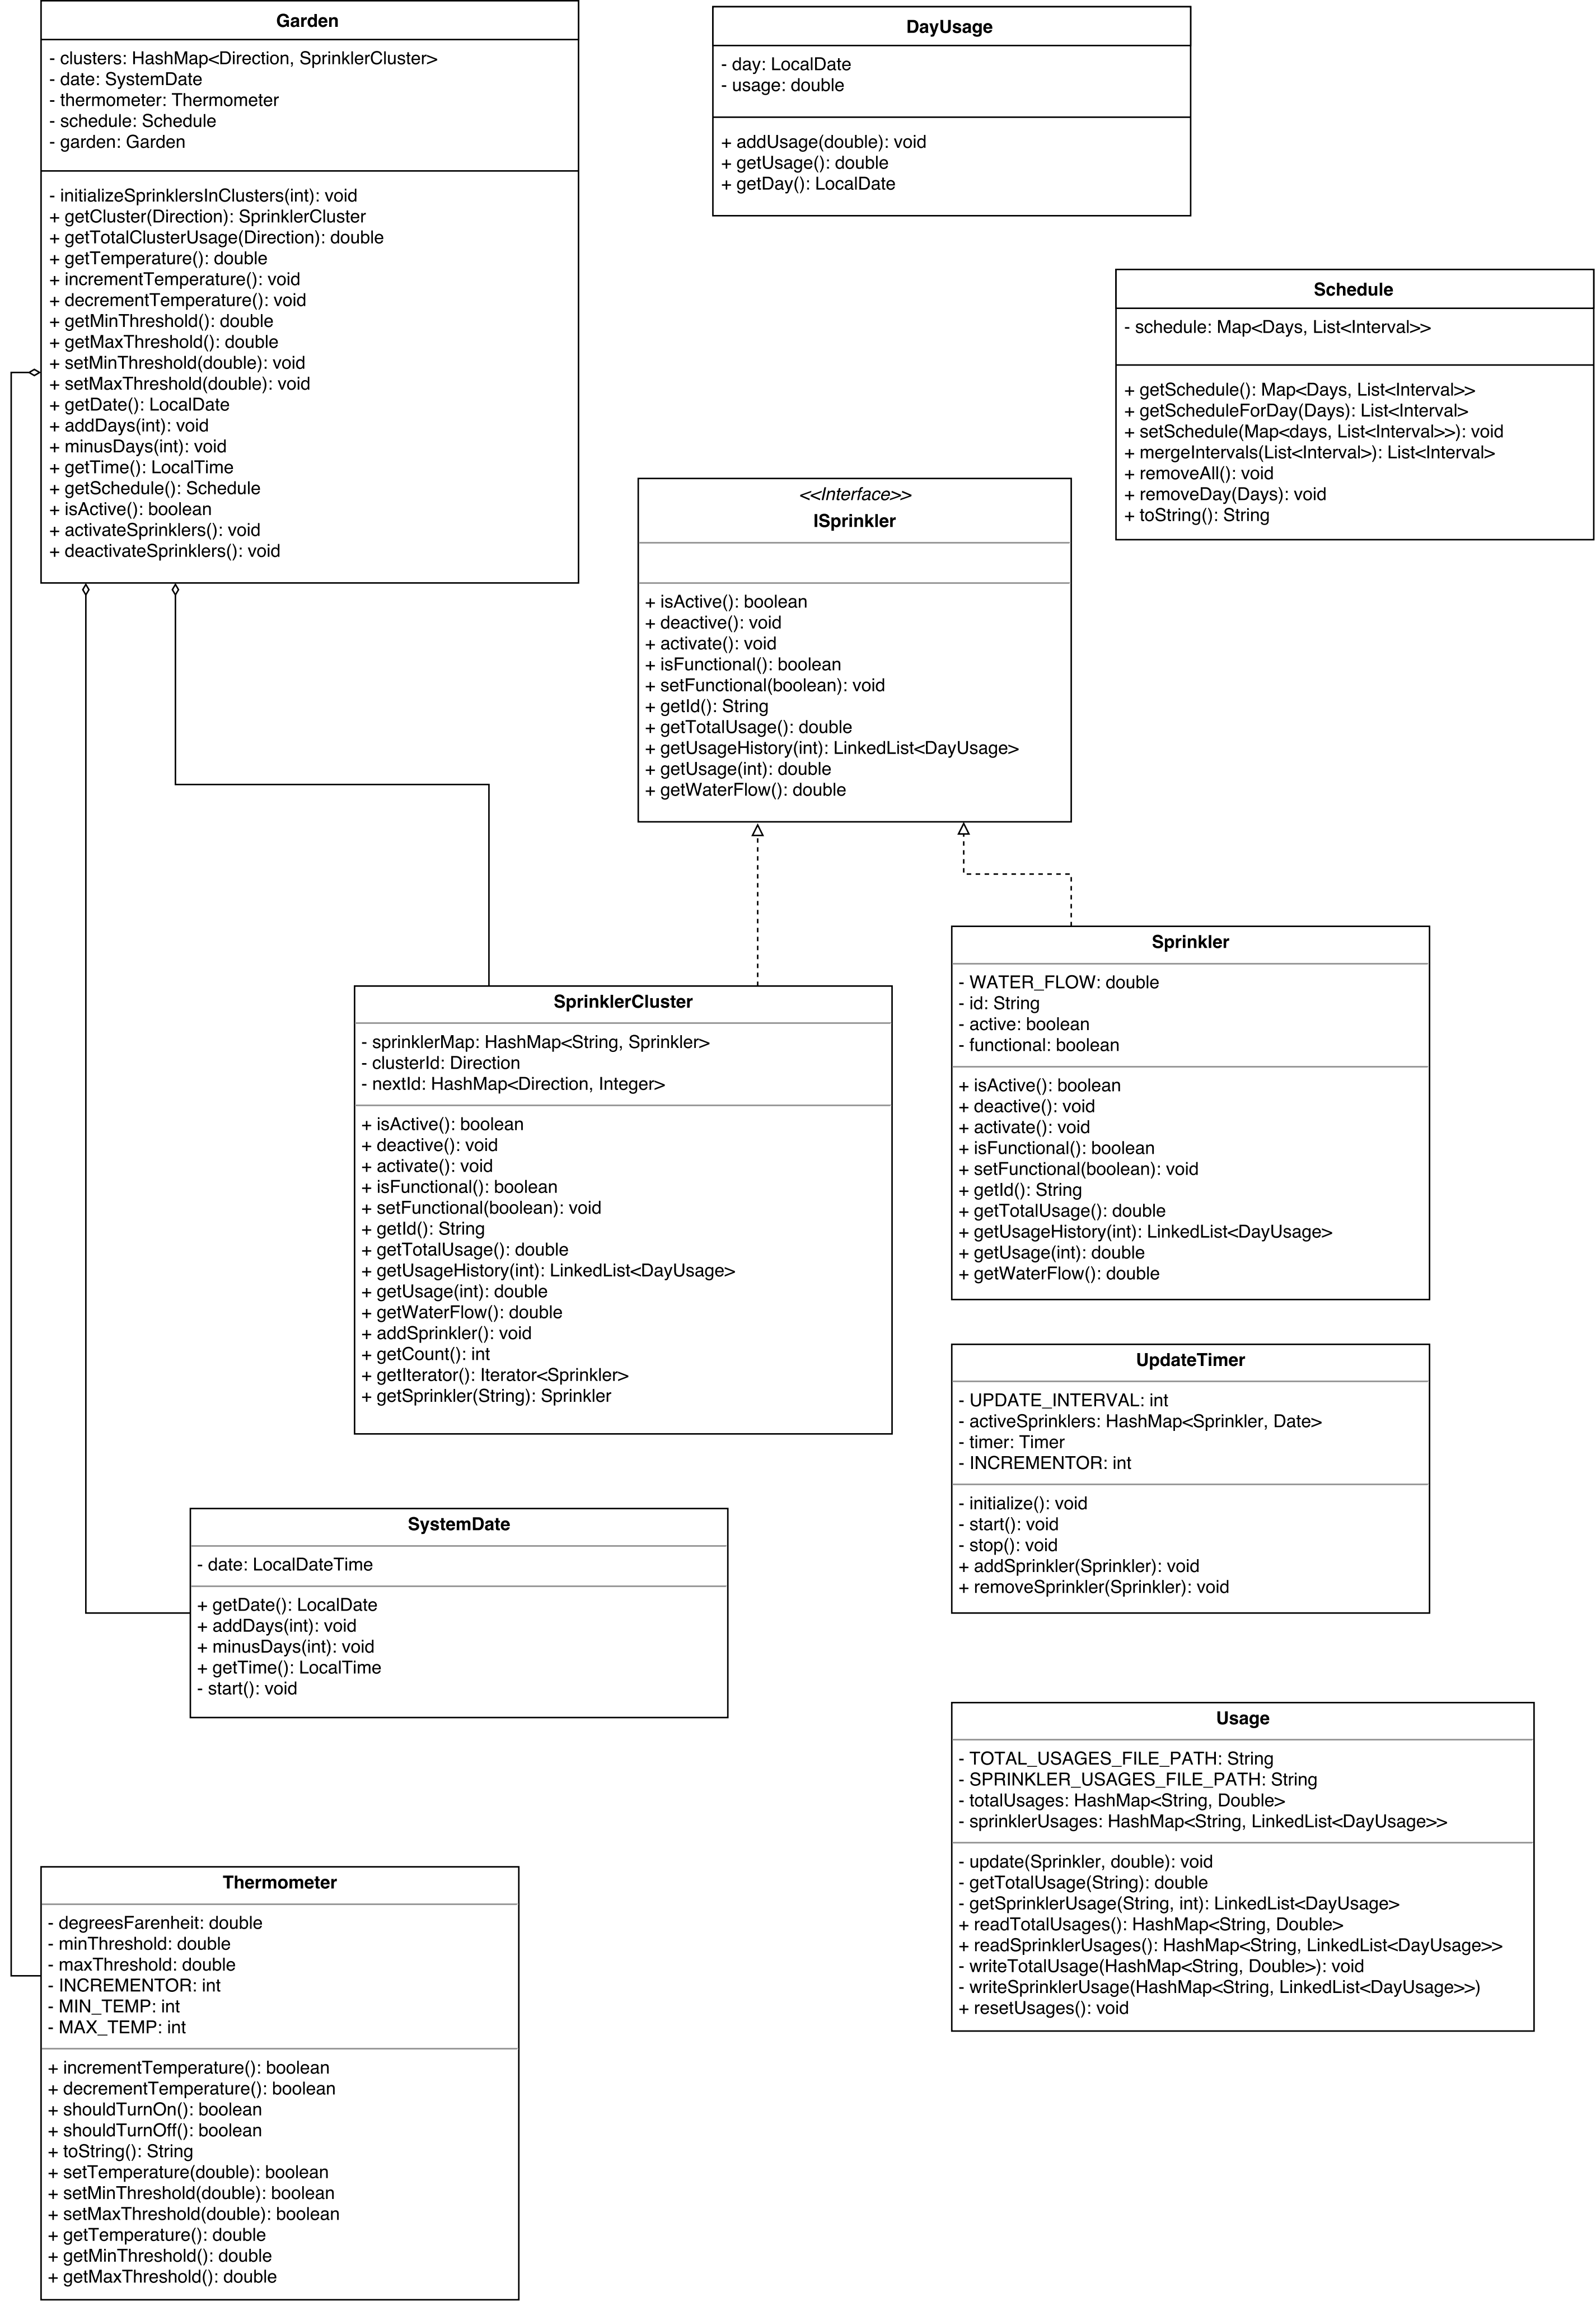 Garden
- clusters: HashMap<Direction, SprinklerCluster>
- date: SystemDate
- thermometer: Thermometer
- schedule: Schedule
- garden: Garden
- initializeSprinklersInClusters(int): void
+ getCluster(Direction): SprinklerCluster
+ getTotalClusterUsage(Direction): double
+ getTemperature(): double
+ incrementTemperature(): void
+ decrementTemperature(): void
+ getMinThreshold(): double
+ getMaxThreshold(): double
+ setMinThreshold(double): void
+ setMaxThreshold(double): void
+ getDate(): LocalDate
+ addDays(int): void
+ minusDays(int): void
+ getTime(): LocalTime
+ getSchedule(): Schedule
+ isActive(): boolean
+ activateSprinklers(): void
+ deactivateSprinklers(): void
DayUsage
- day: LocalDate
- usage: double
+ addUsage(double): void
+ getUsage(): double
+ getDay(): LocalDate
Schedule
- schedule: Map<Days, List<Interval>>
+ getSchedule(): Map<Days, List<Interval>>
+ getScheduleForDay(Days): List<Interval>
+ setSchedule(Map<days, List<Interval>>): void
+ mergeIntervals(List<Interval>): List<Interval>
+ removeAll(): void
+ removeDay(Days): void
+ toString(): String
<<Interface>>
ISprinkler
+ isActive(): boolean
+ deactive(): void
+ activate(): void
+ isFunctional(): boolean
+ setFunctional(boolean): void
+ getId(): String
+ getTotalUsage(): double
+ getUsageHistory(int): LinkedList<DayUsage>
+ getUsage(int): double
+ getWaterFlow(): double
Sprinkler
- WATER_FLOW: double
- id: String
- active: boolean
- functional: boolean
+ isActive(): boolean
+ deactive(): void
+ activate(): void
+ isFunctional(): boolean
+ setFunctional(boolean): void
+ getId(): String
+ getTotalUsage(): double
+ getUsageHistory(int): LinkedList<DayUsage>
+ getUsage(int): double
+ getWaterFlow(): double
SprinklerCluster
- sprinklerMap: HashMap<String, Sprinkler>
- clusterId: Direction
- nextId: HashMap<Direction, Integer>
+ isActive(): boolean
+ deactive(): void
+ activate(): void
+ isFunctional(): boolean
+ setFunctional(boolean): void
+ getId(): String
+ getTotalUsage(): double
+ getUsageHistory(int): LinkedList<DayUsage>
+ getUsage(int): double
+ getWaterFlow(): double
+ addSprinkler(): void
+ getCount(): int
+ getIterator(): Iterator<Sprinkler>
+ getSprinkler(String): Sprinkler
UpdateTimer
- UPDATE_INTERVAL: int
- activeSprinklers: HashMap<Sprinkler, Date>
- timer: Timer
- INCREMENTOR: int
- initialize(): void
- start(): void
- stop(): void
+ addSprinkler(Sprinkler): void
+ removeSprinkler(Sprinkler): void
SystemDate
- date: LocalDateTime
+ getDate(): LocalDate
+ addDays(int): void
+ minusDays(int): void
+ getTime(): LocalTime
- start(): void
Usage
- TOTAL_USAGES_FILE_PATH: String
- SPRINKLER_USAGES_FILE_PATH: String
- totalUsages: HashMap<String, Double>
- sprinklerUsages: HashMap<String, LinkedList<DayUsage>>
- update(Sprinkler, double): void
- getTotalUsage(String): double
- getSprinklerUsage(String, int): LinkedList<DayUsage>
+ readTotalUsages(): HashMap<String, Double>
+ readSprinklerUsages(): HashMap<String, LinkedList<DayUsage>>
- writeTotalUsage(HashMap<String, Double>): void
- writeSprinklerUsage(HashMap<String, LinkedList<DayUsage>>)
+ resetUsages(): void
Thermometer
- degreesFarenheit: double
- minThreshold: double
- maxThreshold: double
- INCREMENTOR: int
- MIN_TEMP: int
- MAX_TEMP: int
+ incrementTemperature(): boolean
+ decrementTemperature(): boolean
+ shouldTurnOn(): boolean
+ shouldTurnOff(): boolean
+ toString(): String
+ setTemperature(double): boolean
+ setMinThreshold(double): boolean
+ setMaxThreshold(double): boolean
+ getTemperature(): double
+ getMinThreshold(): double
+ getMaxThreshold(): double